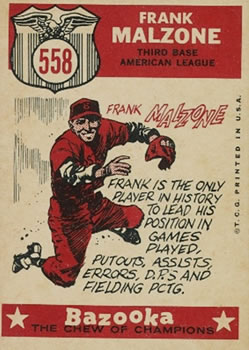 FRANK
MALZONE
THIRD BASE
AMERICAN LEAGUE
558
FRANK MALZONE
B
FRANK IS THE ONLY
PLAYER IN HISTORY
TO LEAD HIS
POSITION IN
GAMES
PLAYED,
PUTOUTS, ASSISTS,
ERRORS, D.P.S AND
FIELDING PCTG.
© T.C.G. PRINTED IN U.S.A.
Bazooka
THE CHEW OF CHAMPIONS